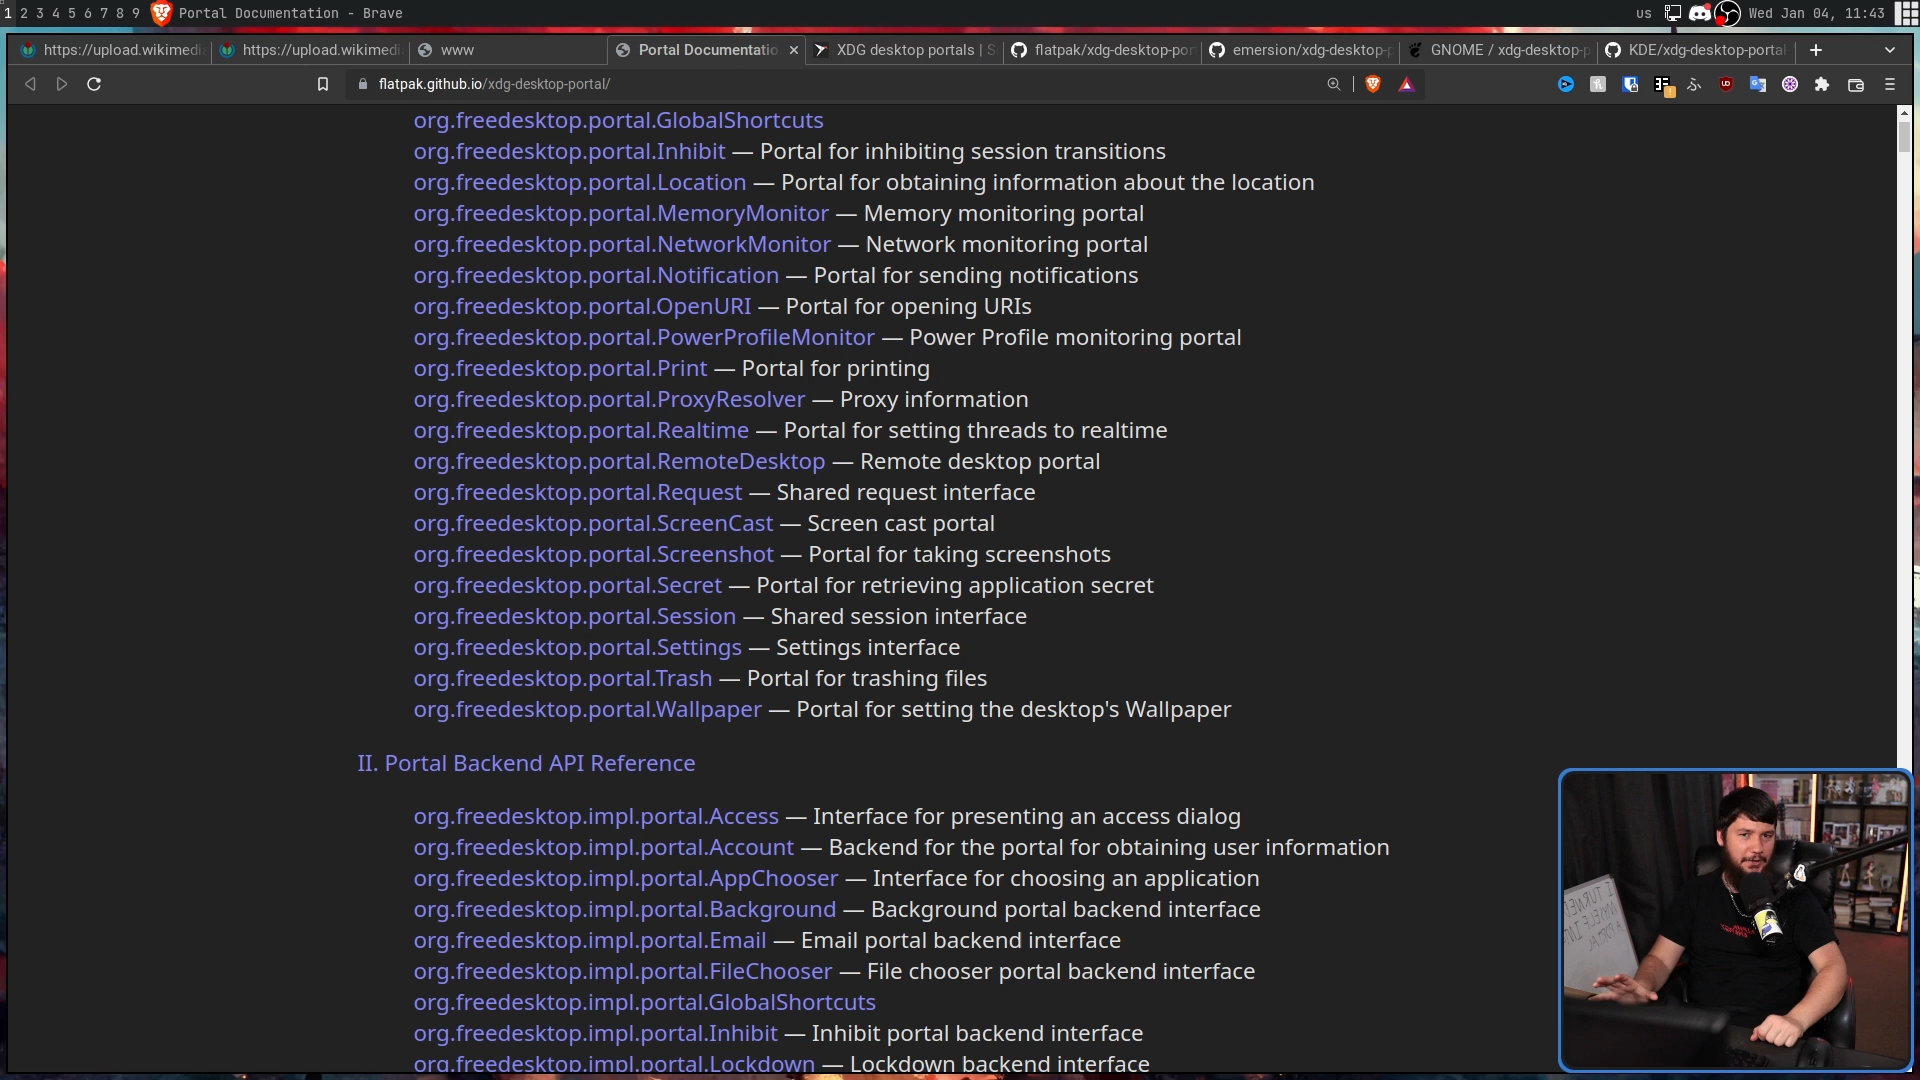 1 2 3 4 5 6 7 8 9 Portal Documentation - Brave us Wed Jan 04, 11:43
https://upload.wikimedi https://upload.wikimedi www Portal Documentatio XDG desktop portals | S flatpak/xdg-desktop-por emersion/xdg-desktop-p GNOME / xdg-desktop-p KDE/xdg-desktop-portal
flatpak.github.io/xdg-desktop-portal/
org.freedesktop.portal.GlobalShortcuts
org.freedesktop.portal.Inhibit — Portal for inhibiting session transitions
org.freedesktop.portal.Location — Portal for obtaining information about the location
org.freedesktop.portal.MemoryMonitor — Memory monitoring portal
org.freedesktop.portal.NetworkMonitor — Network monitoring portal
org.freedesktop.portal.Notification — Portal for sending notifications
org.freedesktop.portal.OpenURI — Portal for opening URIs
org.freedesktop.portal.PowerProfileMonitor — Power Profile monitoring portal
org.freedesktop.portal.Print — Portal for printing
org.freedesktop.portal.ProxyResolver — Proxy information
org.freedesktop.portal.Realtime — Portal for setting threads to realtime
org.freedesktop.portal.RemoteDesktop — Remote desktop portal
org.freedesktop.portal.Request — Shared request interface
org.freedesktop.portal.ScreenCast — Screen cast portal
org.freedesktop.portal.Screenshot — Portal for taking screenshots
org.freedesktop.portal.Secret — Portal for retrieving application secret
org.freedesktop.portal.Session — Shared session interface
org.freedesktop.portal.Settings — Settings interface
org.freedesktop.portal.Trash — Portal for trashing files
org.freedesktop.portal.Wallpaper — Portal for setting the desktop's Wallpaper
II. Portal Backend API Reference
org.freedesktop.impl.portal.Access — Interface for presenting an access dialog
org.freedesktop.impl.portal.Account — Backend for the portal for obtaining user information
org.freedesktop.impl.portal.AppChooser — Interface for choosing an application
org.freedesktop.impl.portal.Background — Background portal backend interface
org.freedesktop.impl.portal.Email — Email portal backend interface
org.freedesktop.impl.portal.FileChooser — File chooser portal backend interface
org.freedesktop.impl.portal.GlobalShortcuts
org.freedesktop.impl.portal.Inhibit — Inhibit portal backend interface
org.freedesktop.impl.portal.Lockdown — Lockdown backend interface